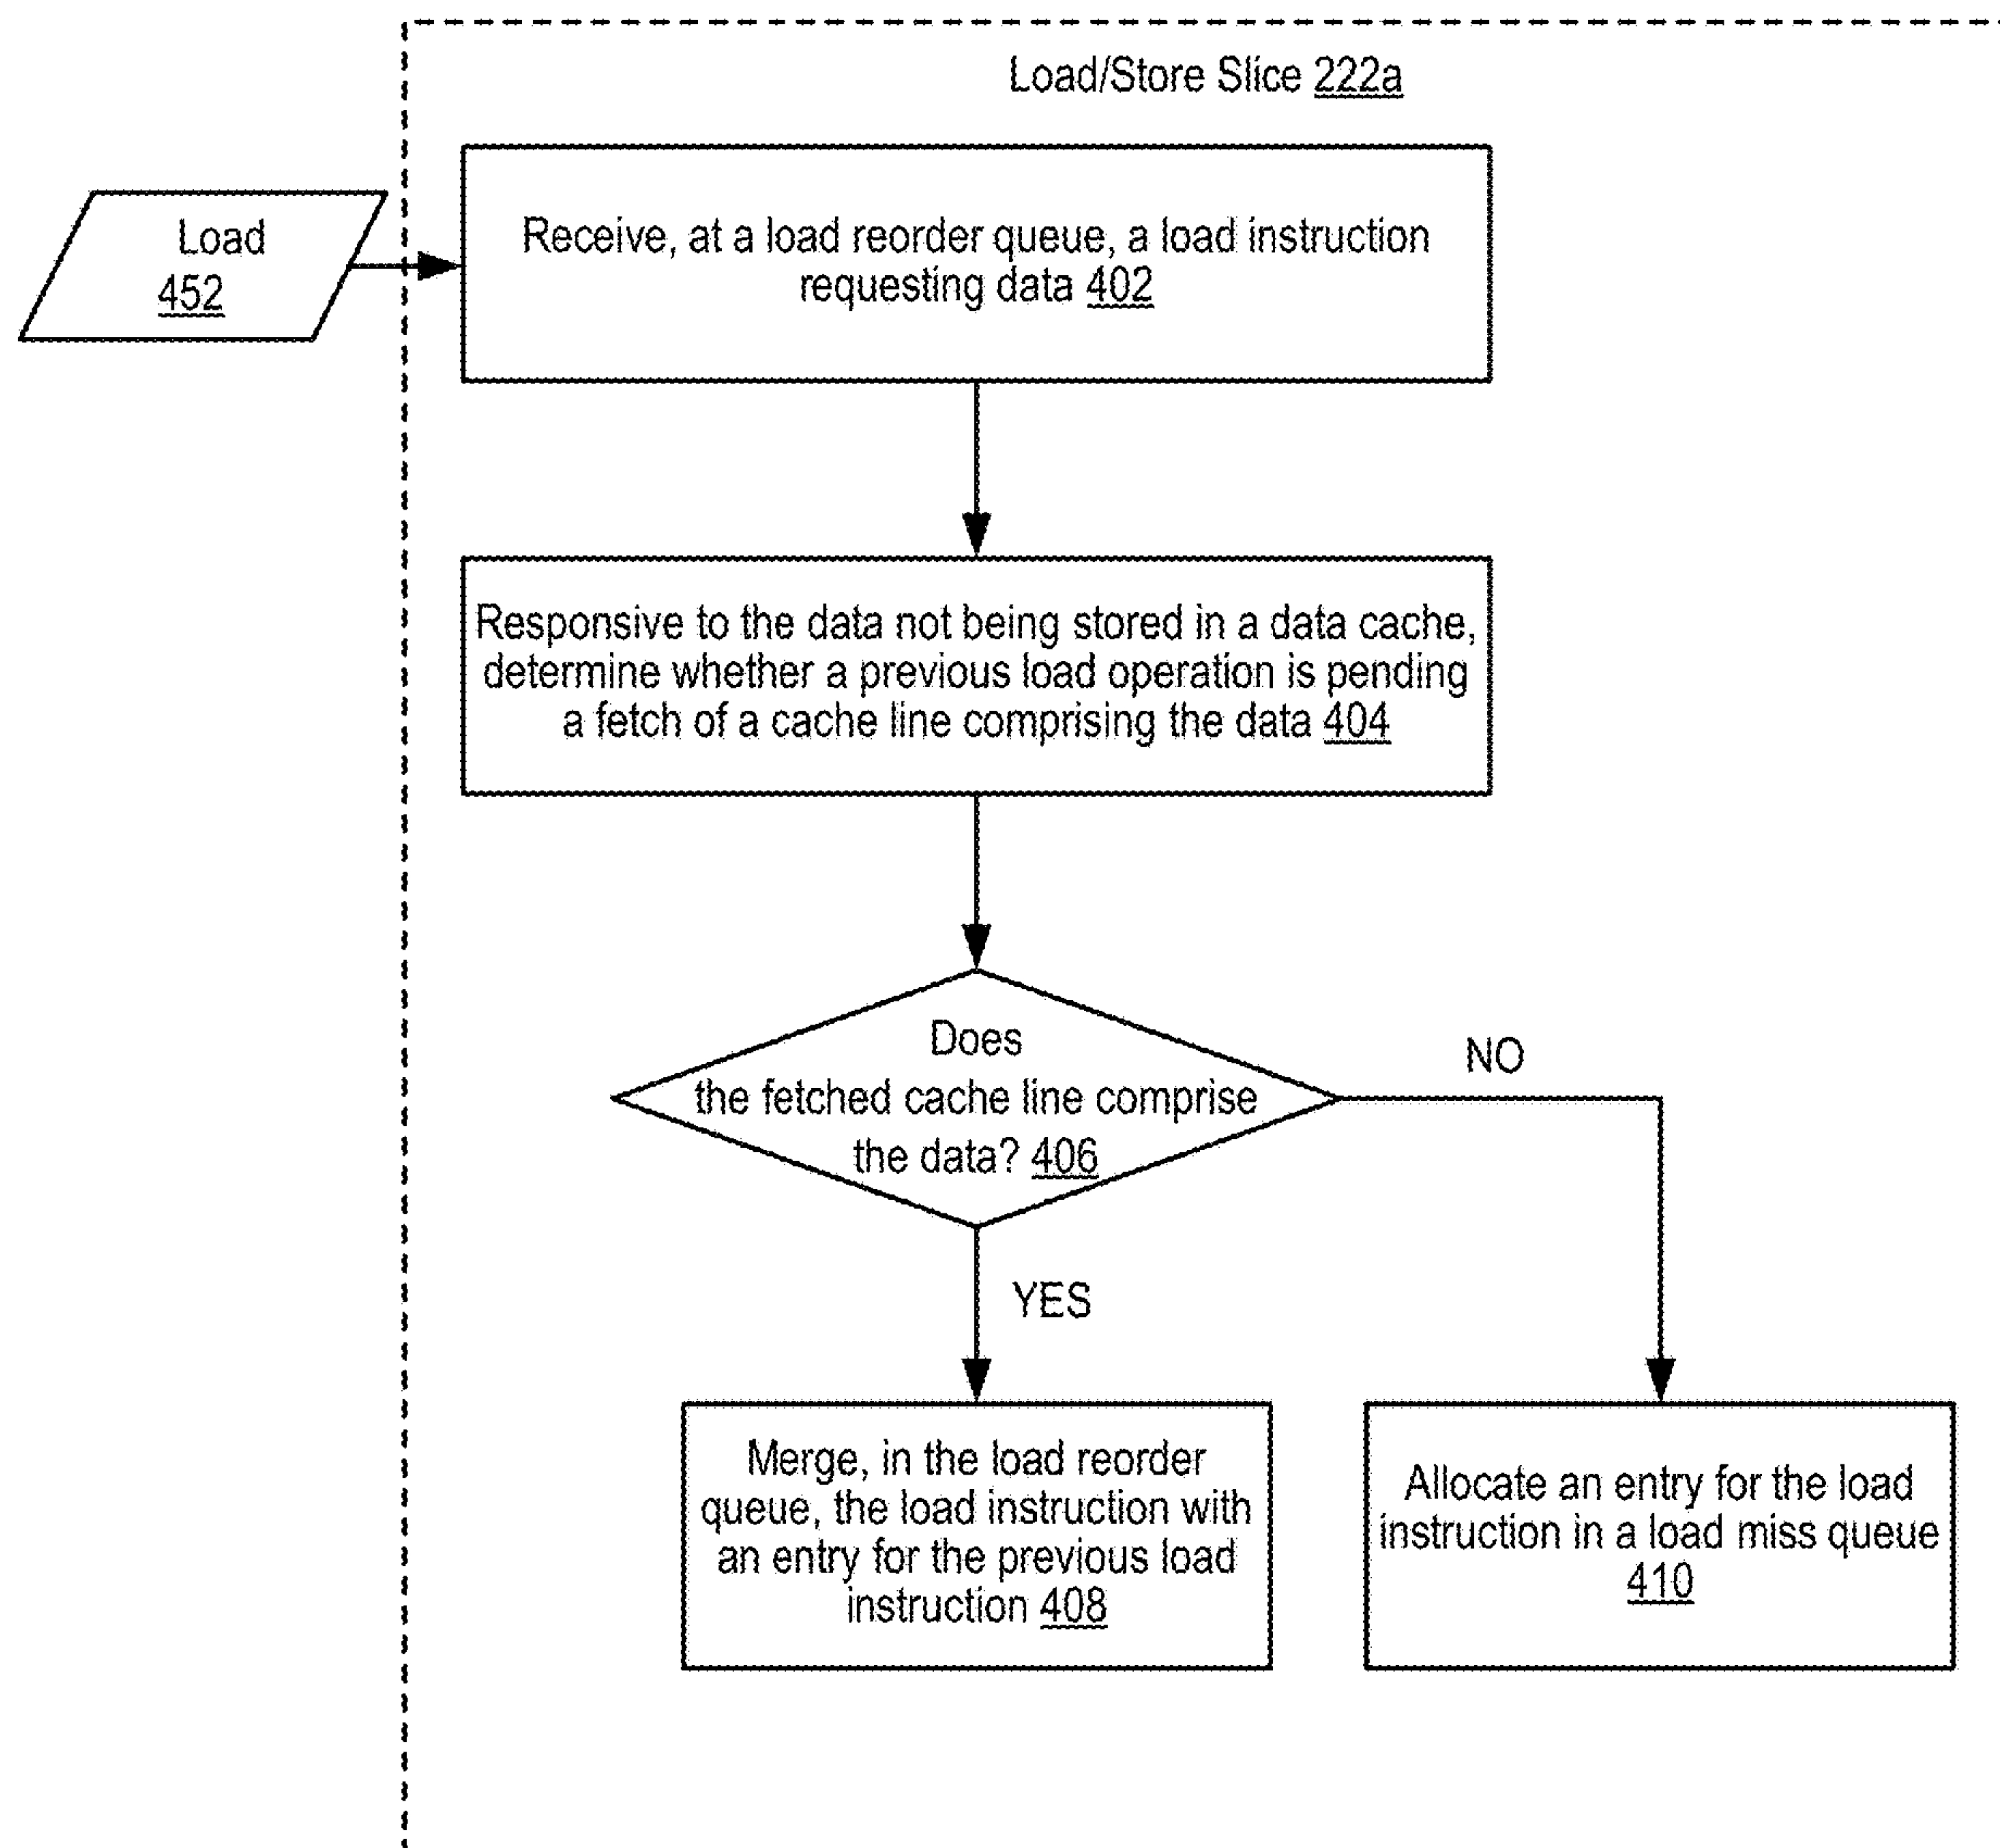 Load/Store Slice 222a
Load
452
Receive, at a load reorder queue, a load instruction
requesting data 402
Responsive to the data not being stored in a data cache,
determine whether a previous load operation is pending
a fetch of a cache line comprising the data 404
Does
the fetched cache line comprise
the data? 406
NO
YES
Merge, in the load reorder
queue, the load instruction with
an entry for the previous load
instruction 408
Allocate an entry for the load
instruction in a load miss queue
410